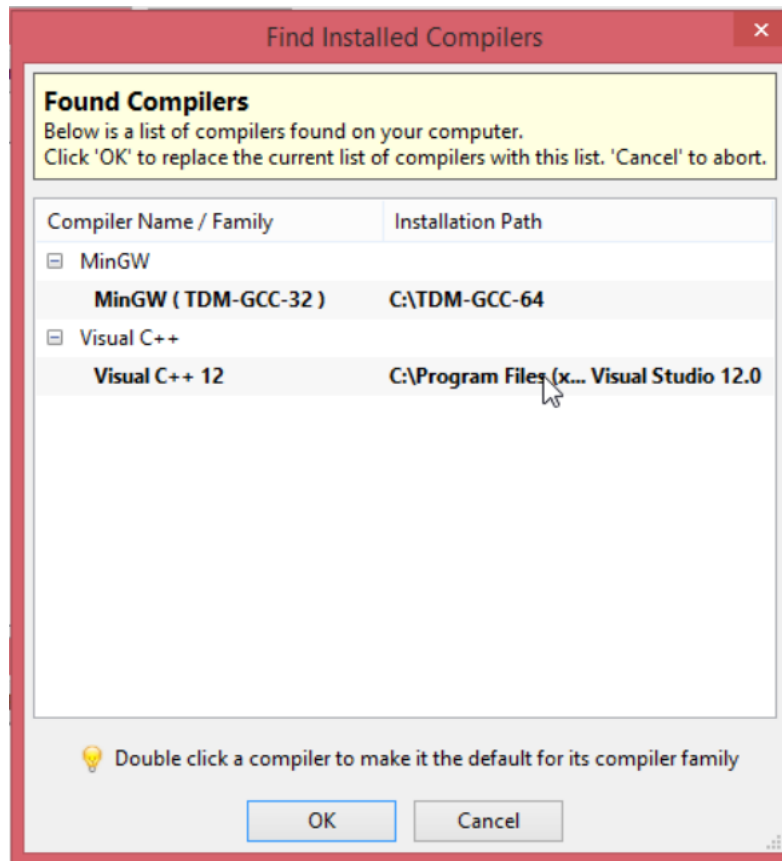 Find Installed Compilers
Found Compilers
Below is a list of compilers found on your computer.
Click 'OK' to replace the current list of compilers with this list. 'Cancel' to abort.
Compiler Name / Family Installation Path
MinGW
MinGW ( TDM-GCC-32 ) C:\TDM-GCC-64
Visual C++
Visual C++ 12 C:\Program Files (x... Visual Studio 12.0
Double click a compiler to make it the default for its compiler family
OK Cancel